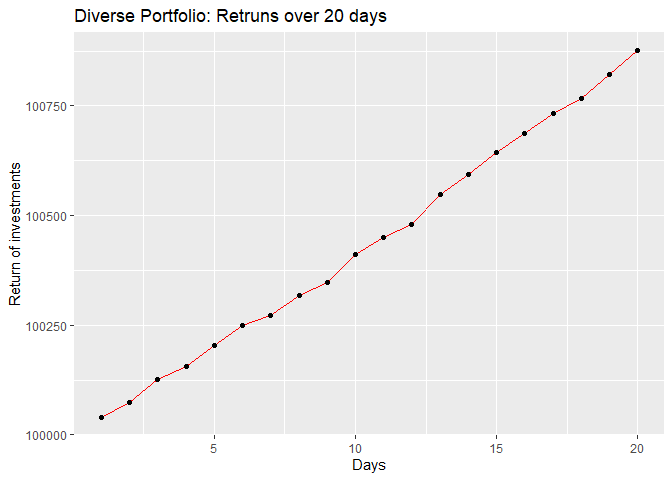 Diverse Portfolio: Retruns over 20 days
Return of investments
100750
100500
100250
100000
5 10 15 20
Days